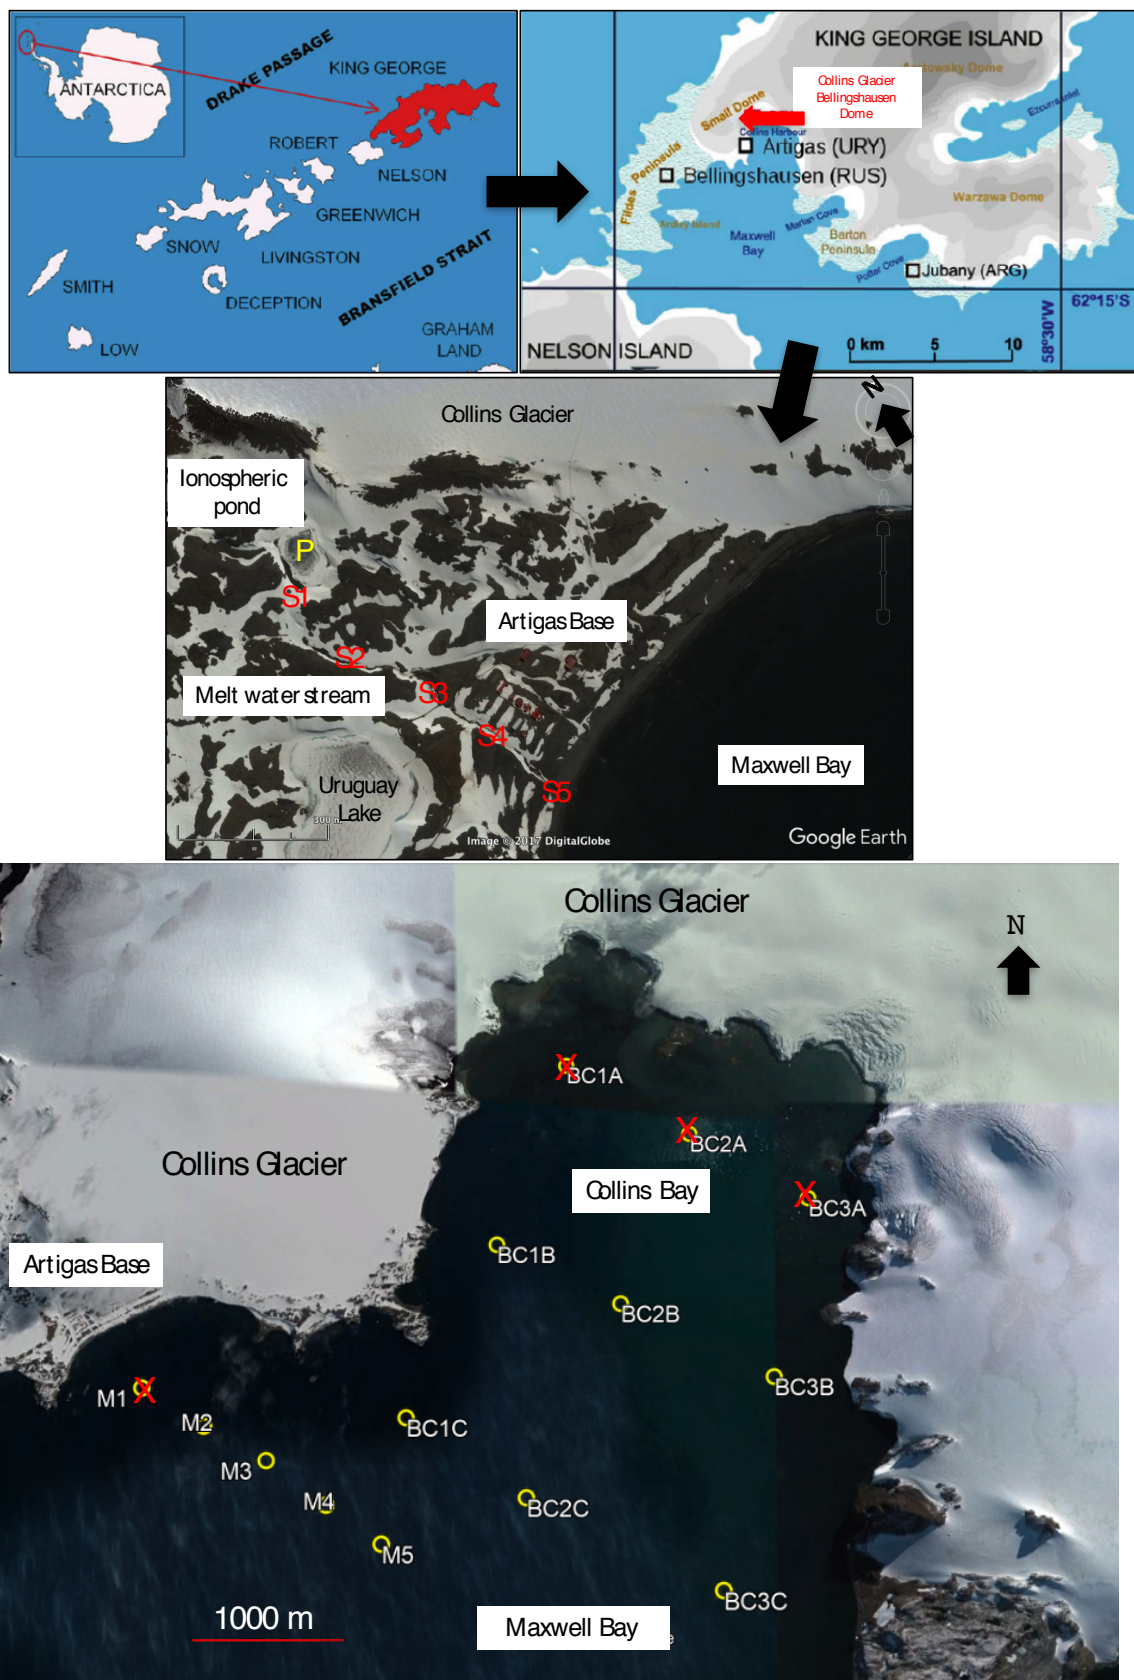 ANTARCTICA
DRAKE PASSAGE
KING GEORGE
ROBERT
NELSON
GREENWICH
SNOW
LIVINGSTON
SMITH
DECEPTION
BRANSFIELD STRAIT
LOW
GRAHAM
LAND
KING GEORGE ISLAND
Arctowsky Dome
Collins Glacier
Bellingshausen
Dome
Small Dome
Collins Harbour
Ezcurra Inlet
Artigas (URY)
Fildes Peninsula
Bellingshausen (RUS)
Warzawa Dome
Ardley Island
Marian Cove
Maxwell
Bay
Barton
Peninsula
Potter Cove
Jubany (ARG)
62º15'S
58º30'W
0 km 5 10
NELSON ISLAND
Collins Glacier
N
Ionospheric
pond
P
S1
Artigas Base
S2
Melt water stream
S3
S4
Maxwell Bay
Uruguay
Lake
S5
300 m
Image © 2017 DigitalGlobe
Google Earth
Collins Glacier
N
X BC1A
X BC2A
Collins Glacier
Collins Bay
X BC3A
BC1B
Artigas Base
BC2B
BC3B
M1 X
M2
BC1C
M3
M4
BC2C
M5
BC3C
1000 m
Maxwell Bay